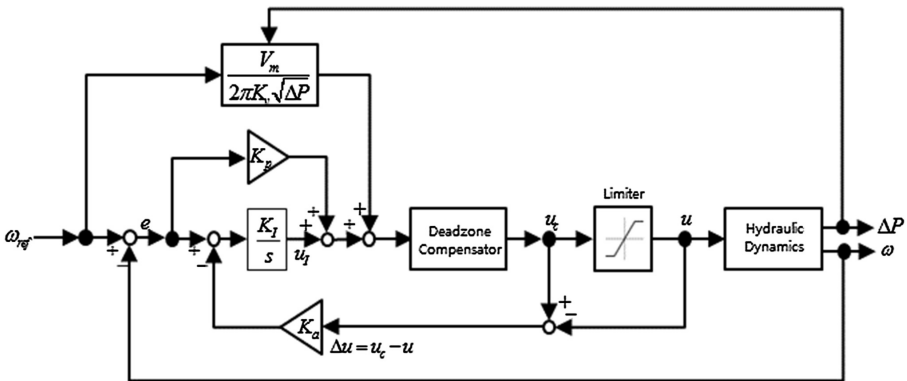 V_m
2πK_v√ΔP
K_p
ω_ref
÷
−
e
÷
−
K_I
s
u_I
+
÷
÷
+
Deadzone
Compensator
u_c
Limiter
u
Hydraulic
Dynamics
ΔP
ω
+
−
K_a
Δu = u_c − u